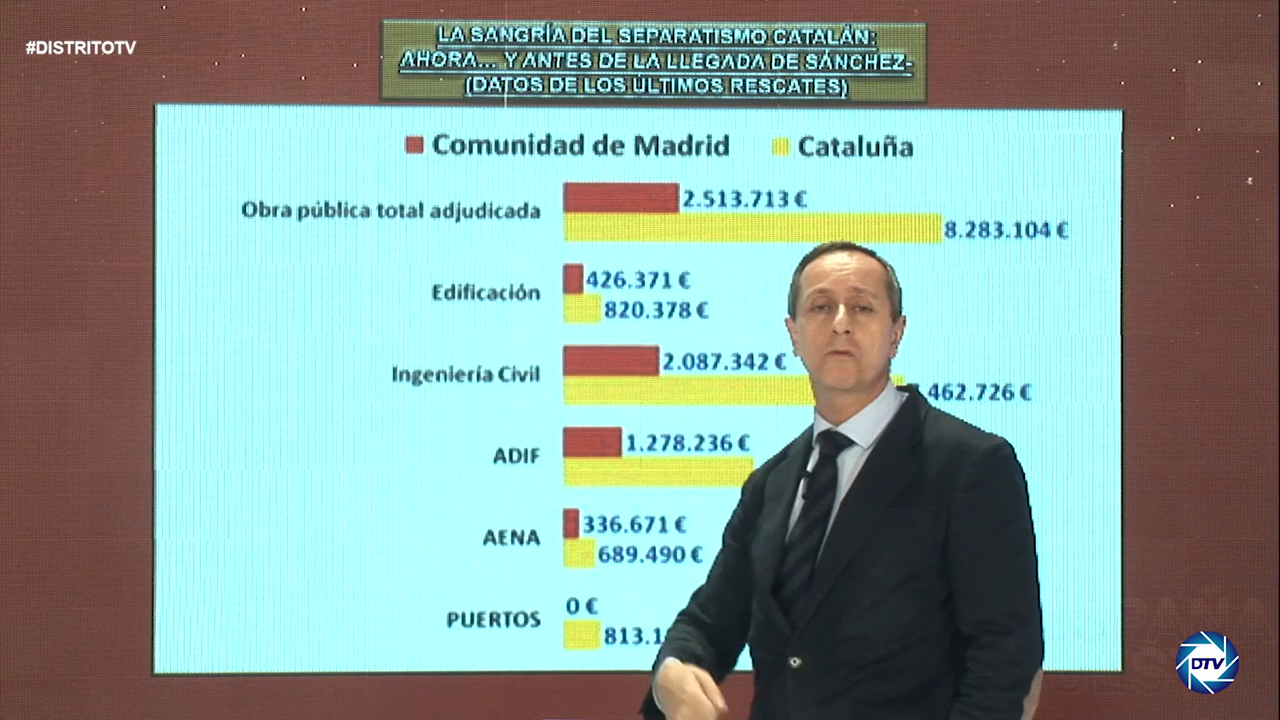 #DISTRITOTV
LA SANGRÍA DEL SEPARATISMO CATALÁN:
AHORA... Y ANTES DE LA LLEGADA DE SÁNCHEZ-
(DATOS DE LOS ÚLTIMOS RESCATES)
Comunidad de Madrid Cataluña
Obra pública total adjudicada 2.513.713 €
8.283.104 €
Edificación 426.371 €
820.378 €
Ingeniería Civil 2.087.342 €
462.726 €
ADIF 1.278.236 €
AENA 336.671 €
689.490 €
PUERTOS 0 €
813.1
DTV